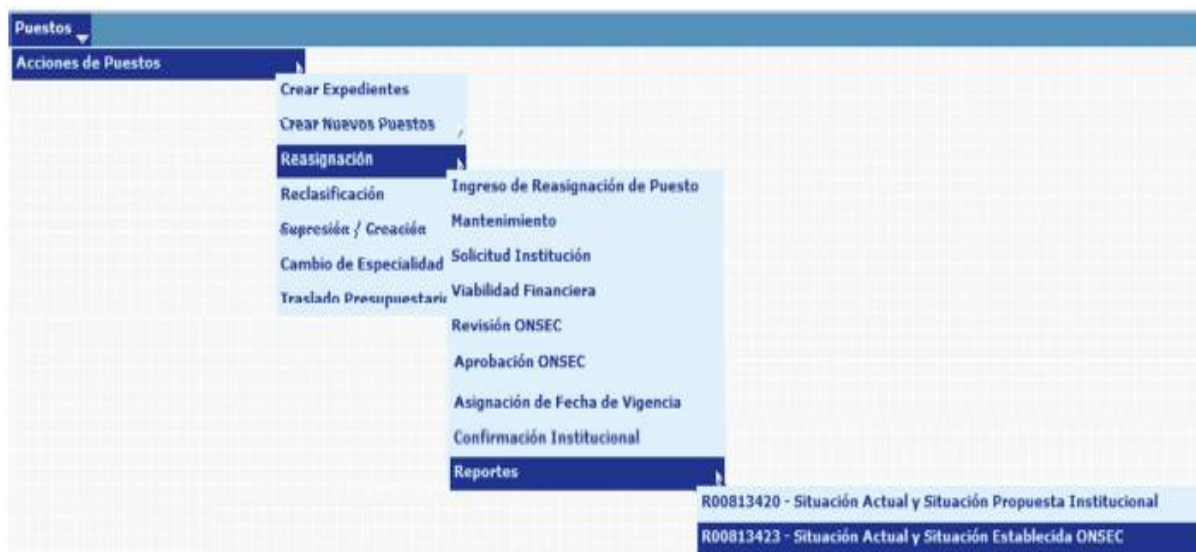 Puestos
Acciones de Puestos
Crear Expedientes
Crear Nuevos Puestos
Reasignación
Reclasificación
Supresión / Creación
Cambio de Especialidad
Traslado Presupuestario
Ingreso de Reasignación de Puesto
Mantenimiento
Solicitud Institución
Viabilidad Financiera
Revisión ONSEC
Aprobación ONSEC
Asignación de Fecha de Vigencia
Confirmación Institucional
Reportes
R00813420 - Situación Actual y Situación Propuesta Institucional
R00813423 - Situación Actual y Situación Establecida ONSEC